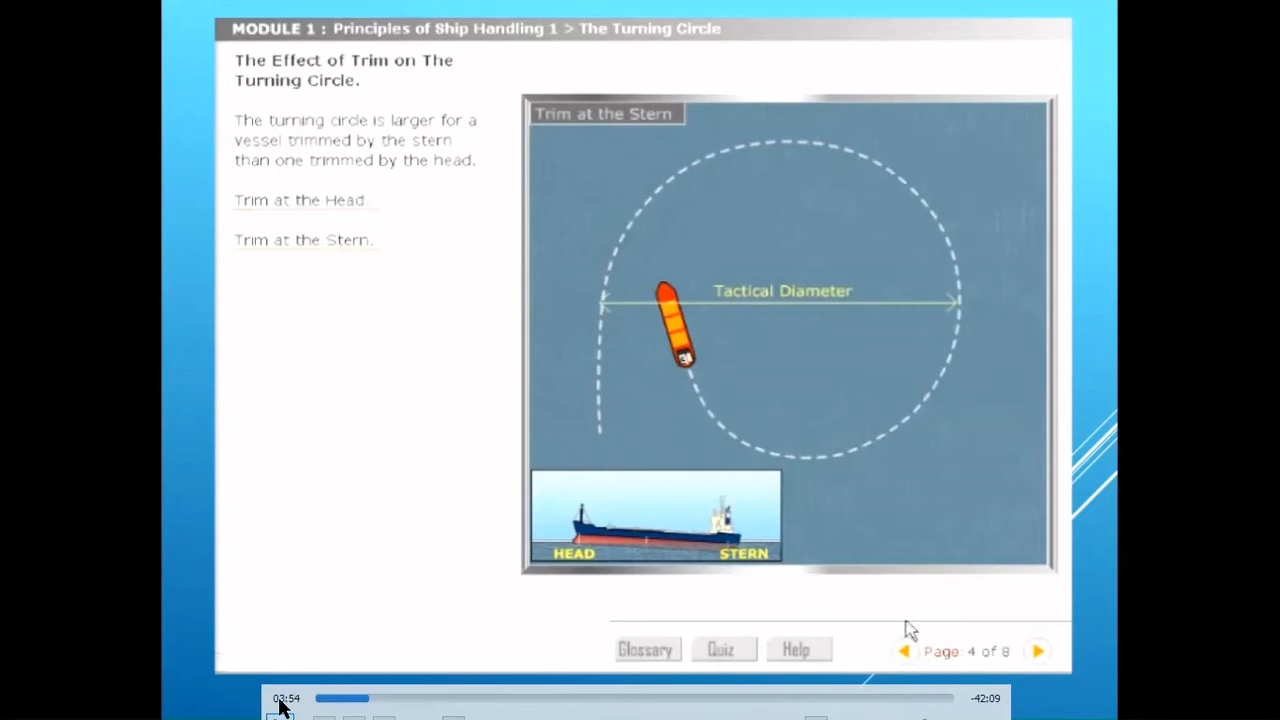 MODULE 1 : Principles of Ship Handling 1 > The Turning Circle
The Effect of Trim on The
Turning Circle.
The turning circle is larger for a
vessel trimmed by the stern
than one trimmed by the head.
Trim at the Head.
Trim at the Stern.
Trim at the Stern
Tactical Diameter
HEAD STERN
Glossary Quiz Help Page 4 of 8
03:54 -42:09